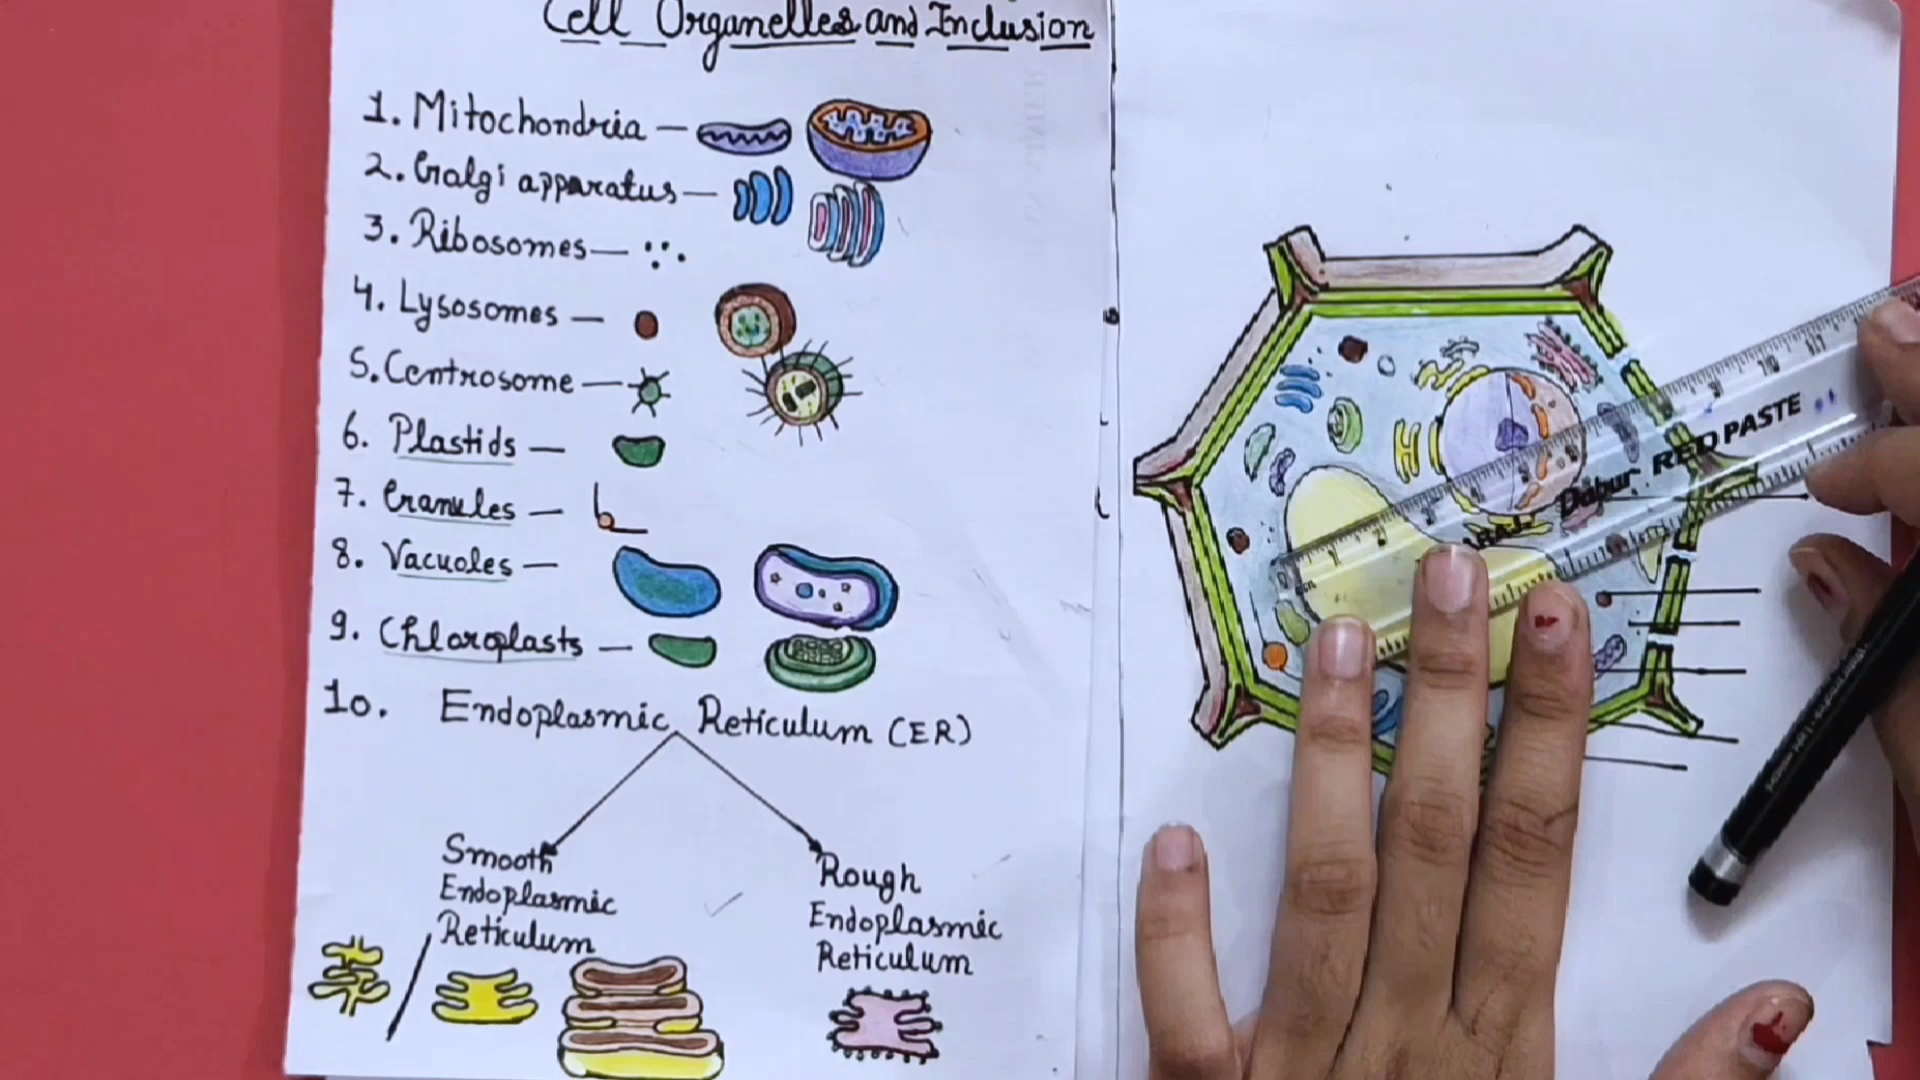 Cell Organelles and Inclusion
1. Mitochondria —
2. Golgi apparatus —
3. Ribosomes —
4. Lysosomes —
5. Centrosome —
6. Plastids —
7. Granules —
8. Vacuoles —
9. Chloroplasts —
10. Endoplasmic Reticulum (ER)
Smooth
Endoplasmic
Reticulum
Rough
Endoplasmic
Reticulum
Dabur RED PASTE